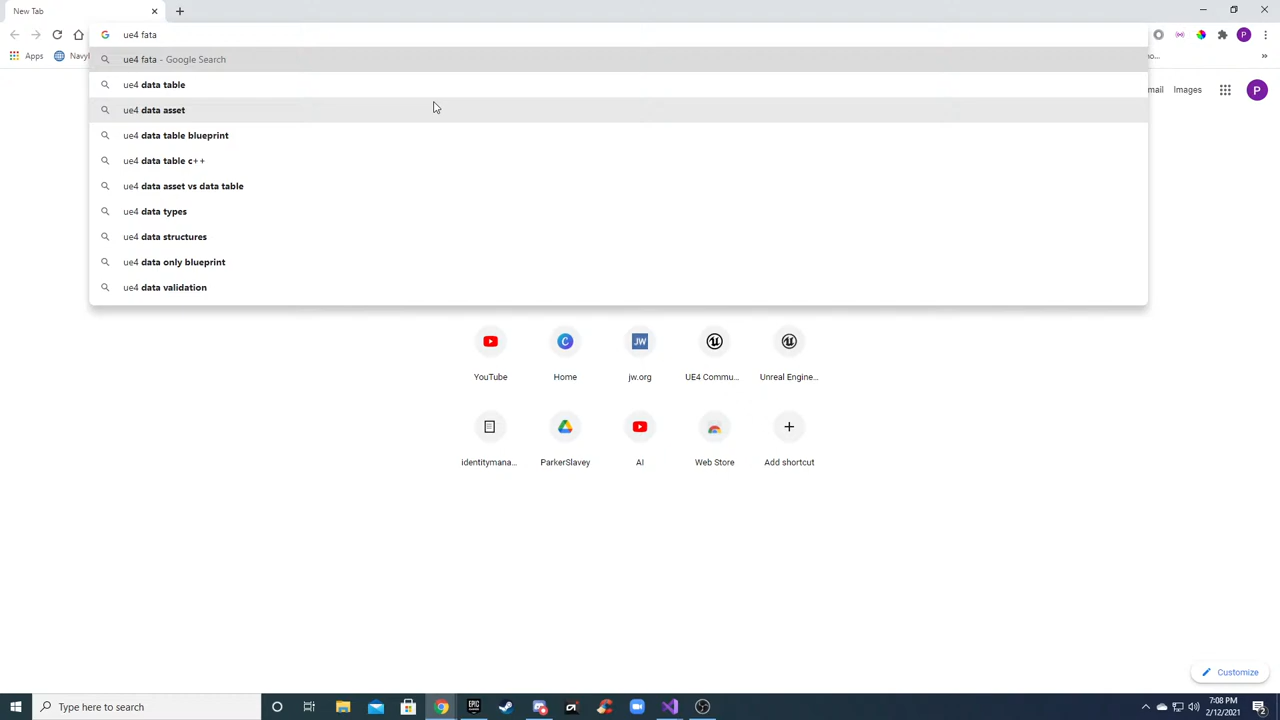 New Tab
ue4 fata
Apps
Navyl
ue4 fata - Google Search
ue4 data table
mail Images
P
ue4 data asset
ue4 data table blueprint
ue4 data table c++
ue4 data asset vs data table
ue4 data types
ue4 data structures
ue4 data only blueprint
ue4 data validation
YouTube
Home
jw.org
UE4 Commu...
Unreal Engine...
identitymana...
ParkerSlavey
AI
Web Store
Add shortcut
Customize
Type here to search
7:08 PM
2/12/2021